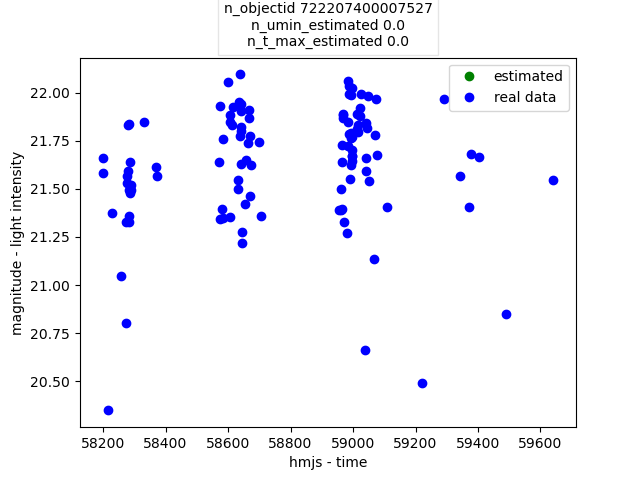 n_objectid 722207400007527
n_umin_estimated 0.0
n_t_max_estimated 0.0
estimated
real data
22.00
21.75
21.50
21.25
21.00
20.75
20.50
magnitude - light intensity
58200 58400 58600 58800 59000 59200 59400 59600
hmjs - time